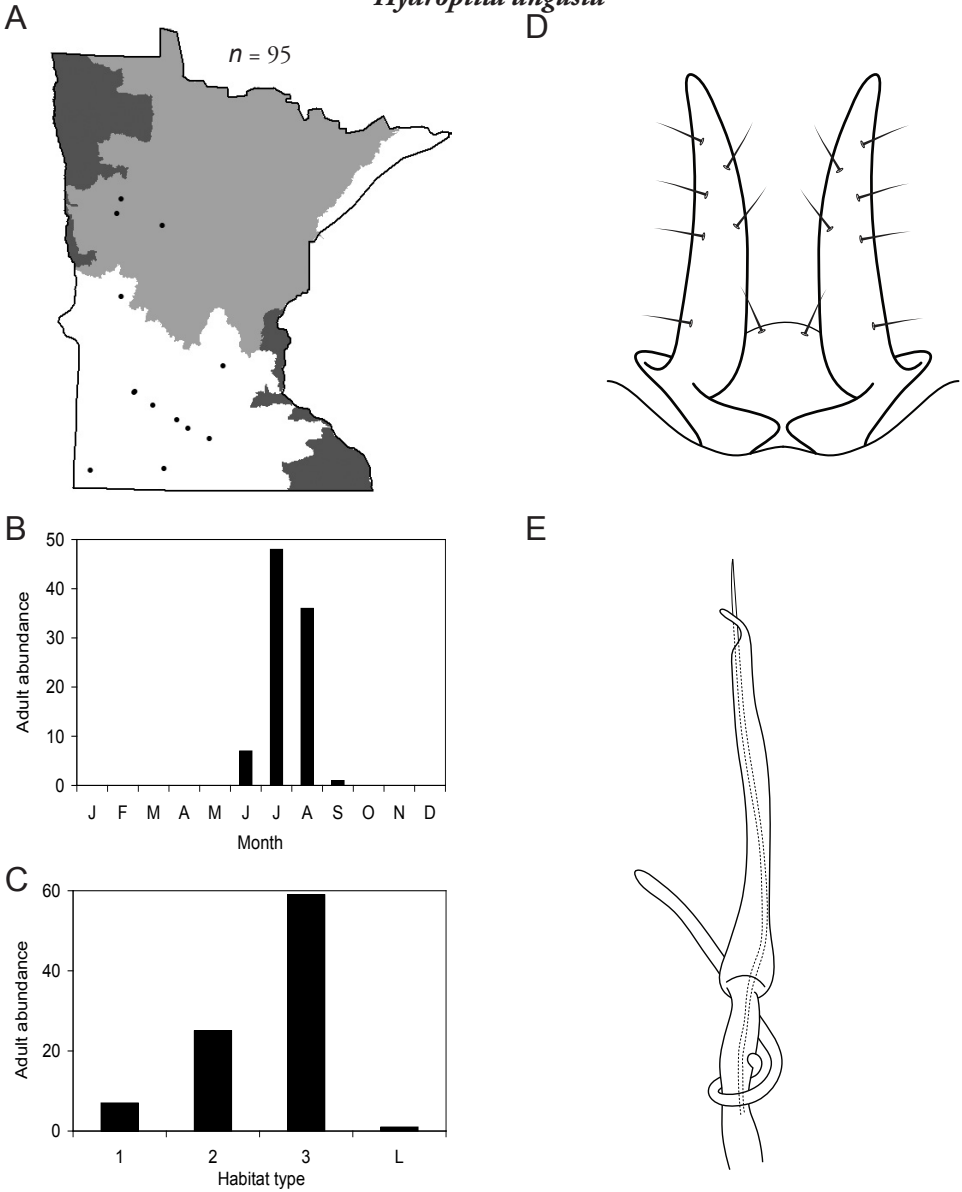 Hydroptila angusta
A
n = 95
D
B
50
40
30
20
10
0
Adult abundance
J F M A M J J A S O N D
Month
E
C
60
40
20
0
Adult abundance
1 2 3 L
Habitat type